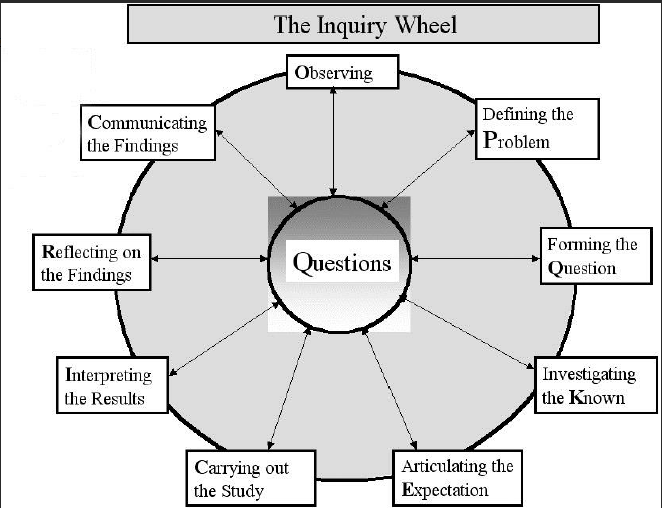 The Inquiry Wheel
Observing
Defining the
Problem
Forming the
Question
Investigating
the Known
Articulating the
Expectation
Carrying out
the Study
Interpreting
the Results
Reflecting on
the Findings
Communicating
the Findings
Questions